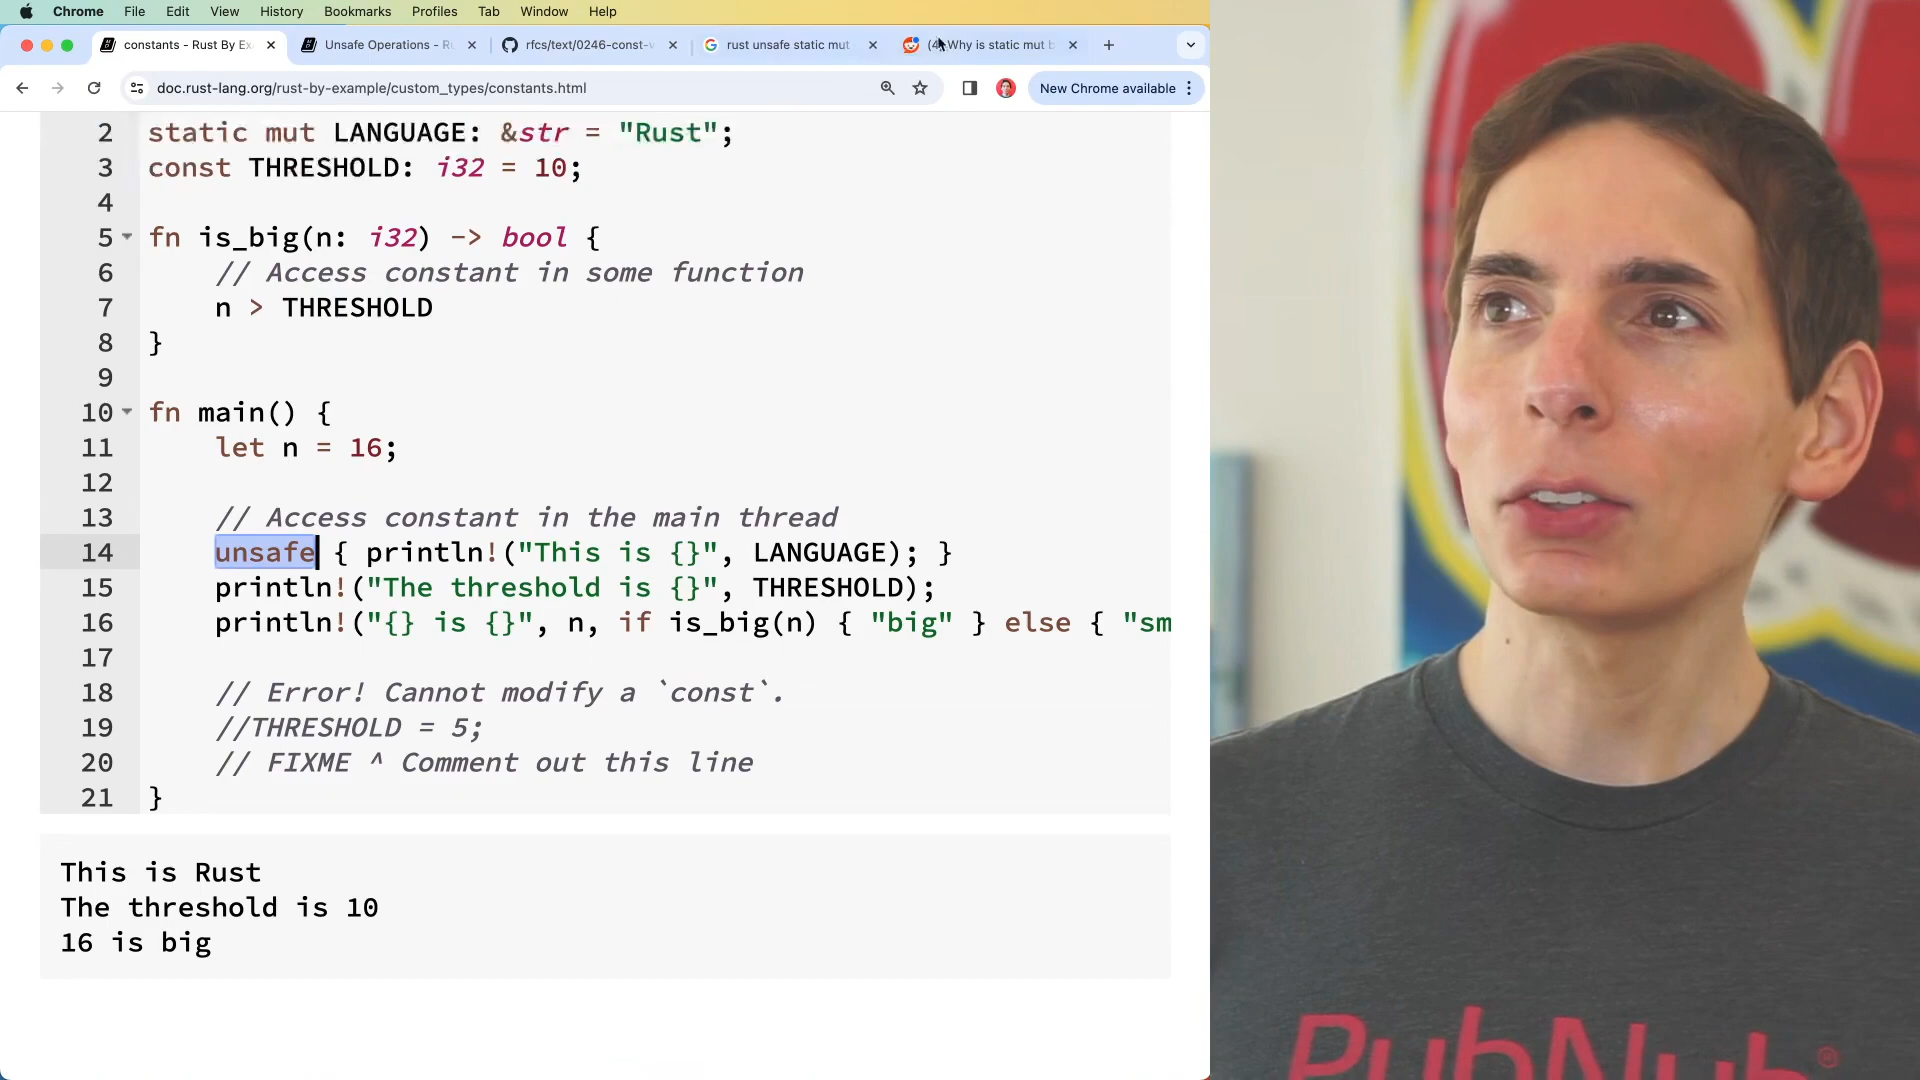 Chrome File Edit View History Bookmarks Profiles Tab Window Help
constants - Rust By Ex
Unsafe Operations - Ru
rfcs/text/0246-const-v
rust unsafe static mut
Why is static mut b
doc.rust-lang.org/rust-by-example/custom_types/constants.html
New Chrome available
2 static mut LANGUAGE: &str = "Rust";
3 const THRESHOLD: i32 = 10;
4
5 fn is_big(n: i32) -> bool {
6 // Access constant in some function
7 n > THRESHOLD
8 }
9
10 fn main() {
11 let n = 16;
12
13 // Access constant in the main thread
14 unsafe { println!("This is {}", LANGUAGE); }
15 println!("The threshold is {}", THRESHOLD);
16 println!("{} is {}", n, if is_big(n) { "big" } else { "sm
17
18 // Error! Cannot modify a `const`.
19 //THRESHOLD = 5;
20 // FIXME ^ Comment out this line
21 }
This is Rust
The threshold is 10
16 is big
PubNub ®